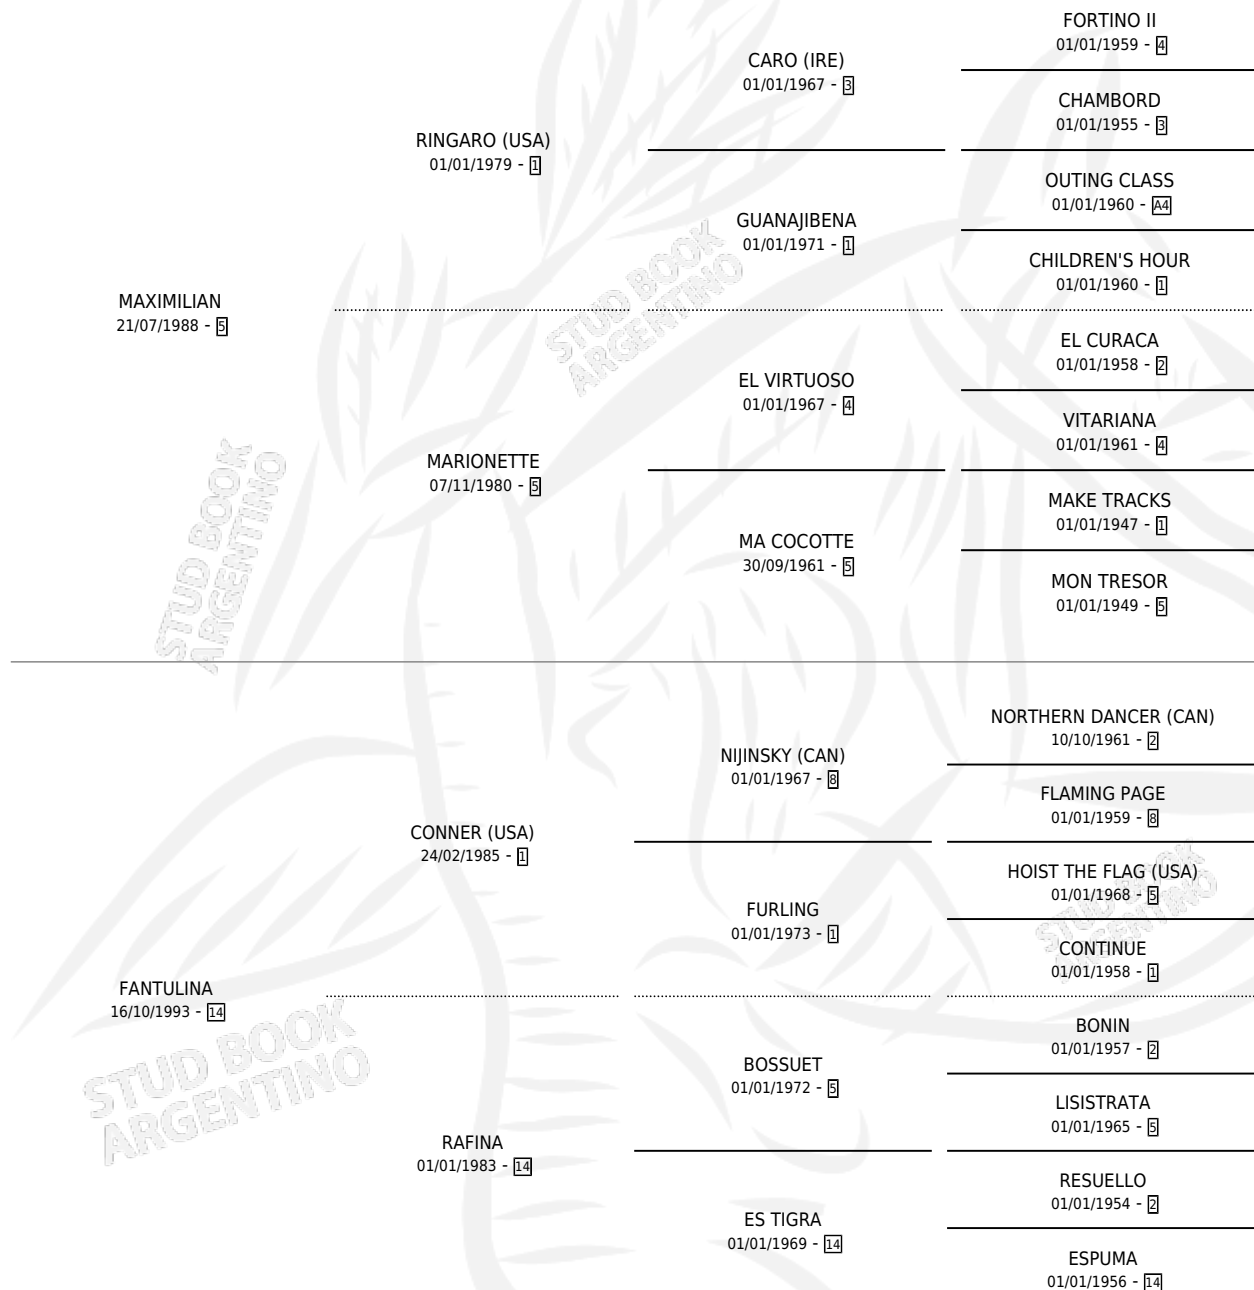 FORTINO II
01/01/1959 - 4
CARO (IRE)
01/01/1967 - 3
CHAMBORD
01/01/1955 - 3
RINGARO (USA)
01/01/1979 - 1
OUTING CLASS
01/01/1960 - A4
GUANAJIBENA
01/01/1971 - 1
CHILDREN'S HOUR
01/01/1960 - 1
MAXIMILIAN
21/07/1988 - 5
EL CURACA
01/01/1958 - 2
EL VIRTUOSO
01/01/1967 - 4
VITARIANA
01/01/1961 - 4
MARIONETTE
07/11/1980 - 5
MAKE TRACKS
01/01/1947 - 1
MA COCOTTE
30/09/1961 - 5
MON TRESOR
01/01/1949 - 5
NORTHERN DANCER (CAN)
10/10/1961 - 2
NIJINSKY (CAN)
01/01/1967 - 8
FLAMING PAGE
01/01/1959 - 8
CONNER (USA)
24/02/1985 - 1
HOIST THE FLAG (USA)
01/01/1968 - 5
FURLING
01/01/1973 - 1
CONTINUE
01/01/1958 - 1
FANTULINA
16/10/1993 - 14
BONIN
01/01/1957 - 2
BOSSUET
01/01/1972 - 5
LISISTRATA
01/01/1965 - 5
RAFINA
01/01/1983 - 14
RESUELLO
01/01/1954 - 2
ES TIGRA
01/01/1969 - 14
ESPUMA
01/01/1956 - 14
STUD BOOK
ARGENTINO
STUD BOOK
ARGENTINO
STUD BOOK
ARGENTINO
STUD BOOK
ARGENTINO